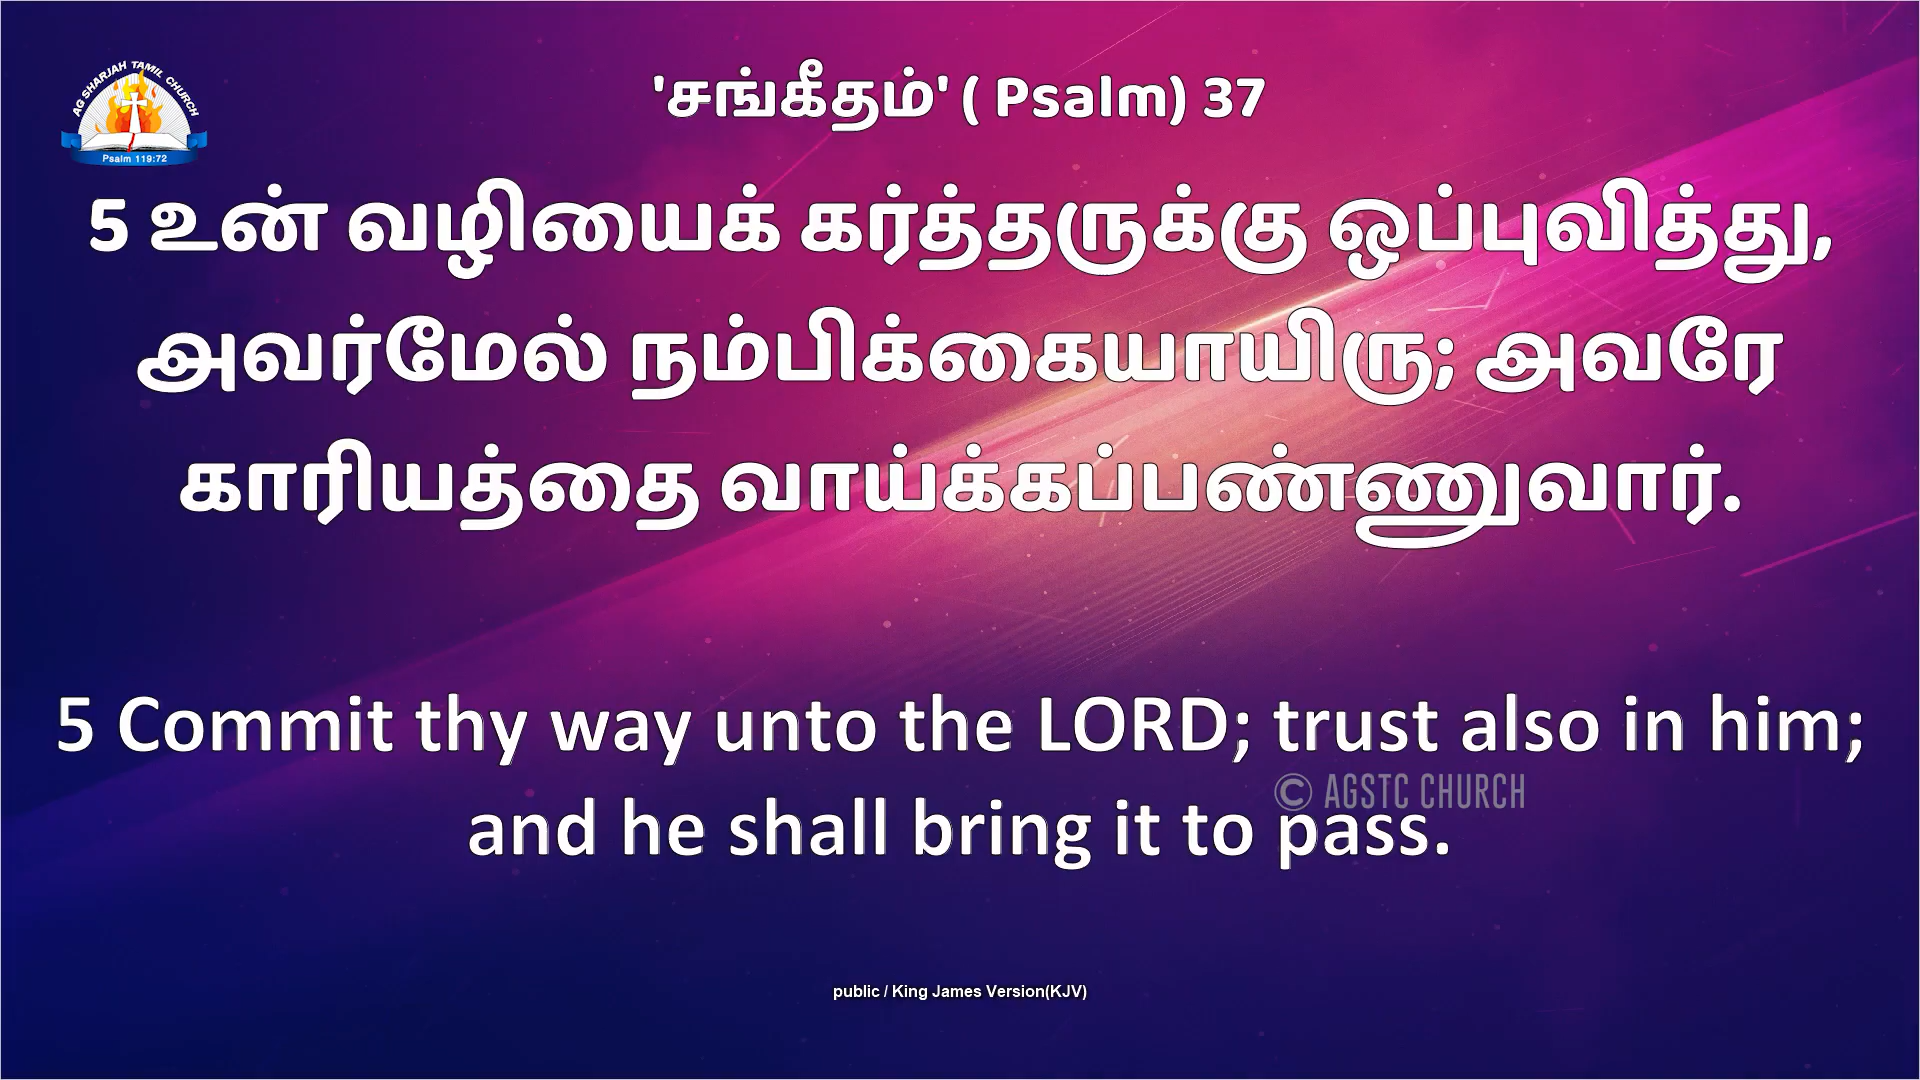 AG SHARJAH TAMIL CHURCH
Psalm 119:72
'சங்கீதம்' ( Psalm) 37
5 உன் வழியைக் கர்த்தருக்கு ஒப்புவித்து,
அவர்மேல் நம்பிக்கையாயிரு; அவரே
காரியத்தை வாய்க்கப்பண்ணுவார்.
5 Commit thy way unto the LORD; trust also in him;
© AGSTC CHURCH
and he shall bring it to pass.
public / King James Version(KJV)